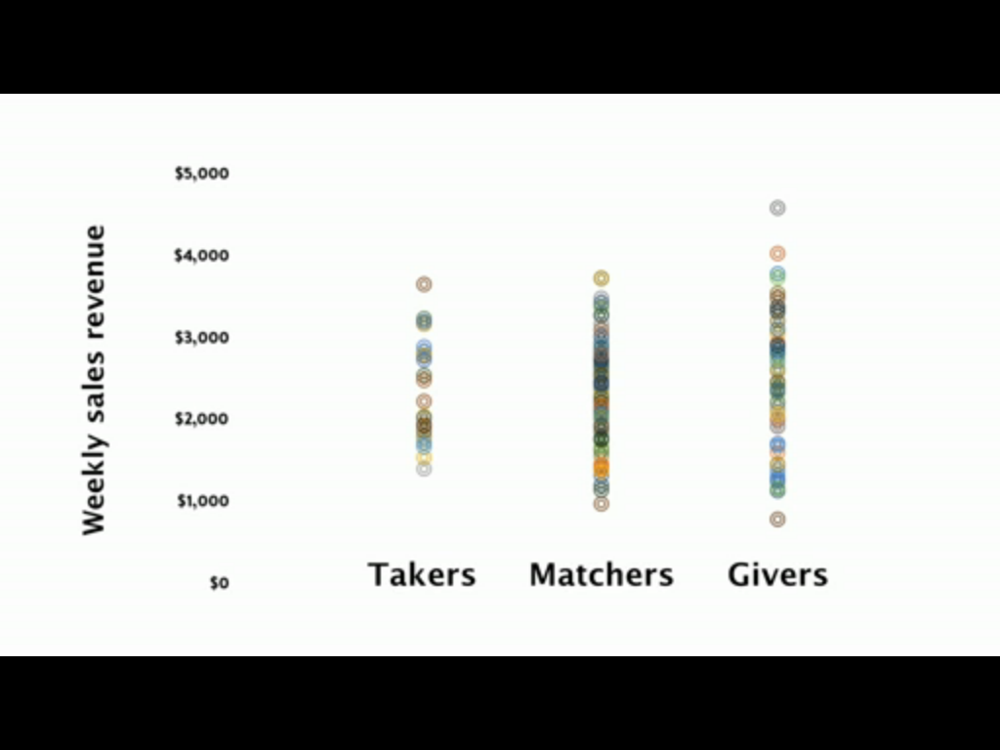 Weekly sales revenue
$5,000
$4,000
$3,000
$2,000
$1,000
$0
Takers
Matchers
Givers